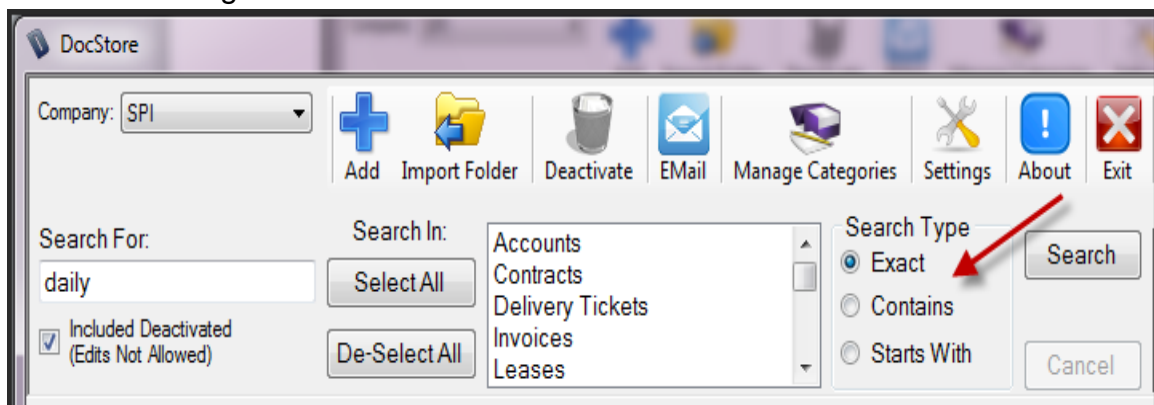 DocStore
Company: SPI
Add Import Folder Deactivate EMail Manage Categories Settings About Exit
Search For:
daily
Included Deactivated
(Edits Not Allowed)
Search In:
Select All
De-Select All
Accounts
Contracts
Delivery Tickets
Invoices
Leases
Search Type
Exact
Contains
Starts With
Search
Cancel